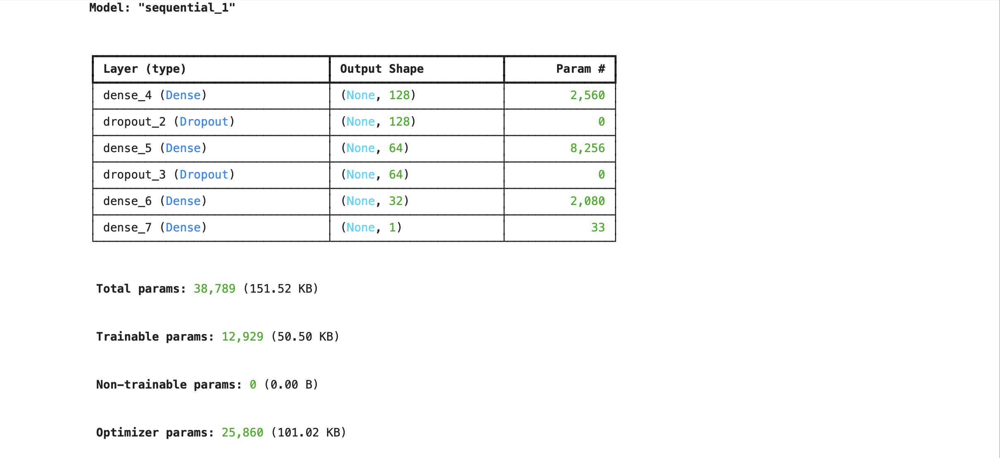 Model: "sequential_1"
Layer (type) Output Shape Param #
dense_4 (Dense) (None, 128) 2,560
dropout_2 (Dropout) (None, 128) 0
dense_5 (Dense) (None, 64) 8,256
dropout_3 (Dropout) (None, 64) 0
dense_6 (Dense) (None, 32) 2,080
dense_7 (Dense) (None, 1) 33
Total params: 38,789 (151.52 KB)
Trainable params: 12,929 (50.50 KB)
Non-trainable params: 0 (0.00 B)
Optimizer params: 25,860 (101.02 KB)